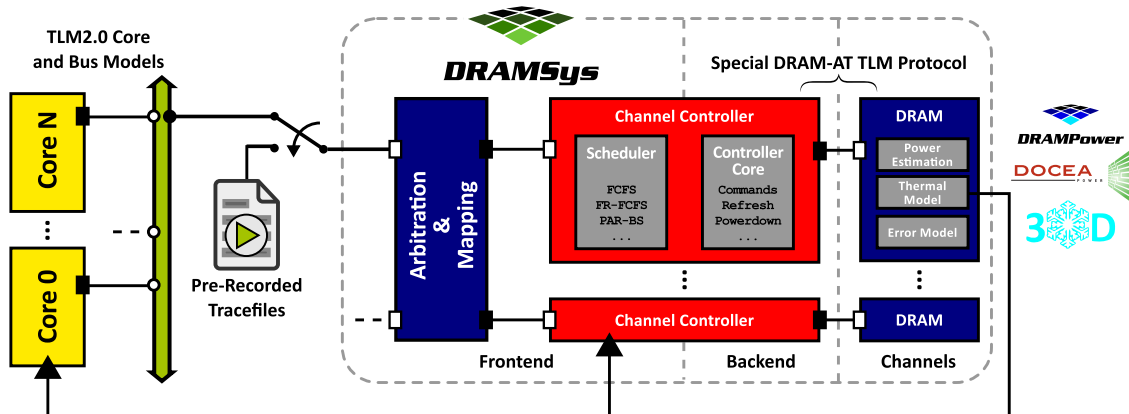 TLM2.0 Core
and Bus Models
Core N
...
Core 0
Pre-Recorded
Tracefiles
DRAMSys
Special DRAM-AT TLM Protocol
Arbitration
&
Mapping
Channel Controller
Scheduler
FCFS
FR-FCFS
PAR-BS
...
Controller
Core
Commands
Refresh
Powerdown
...
...
Channel Controller
DRAM
Power
Estimation
Thermal
Model
Error Model
...
DRAM
Frontend
Backend
Channels
DRAMPower
DOCEA
POWER
3D